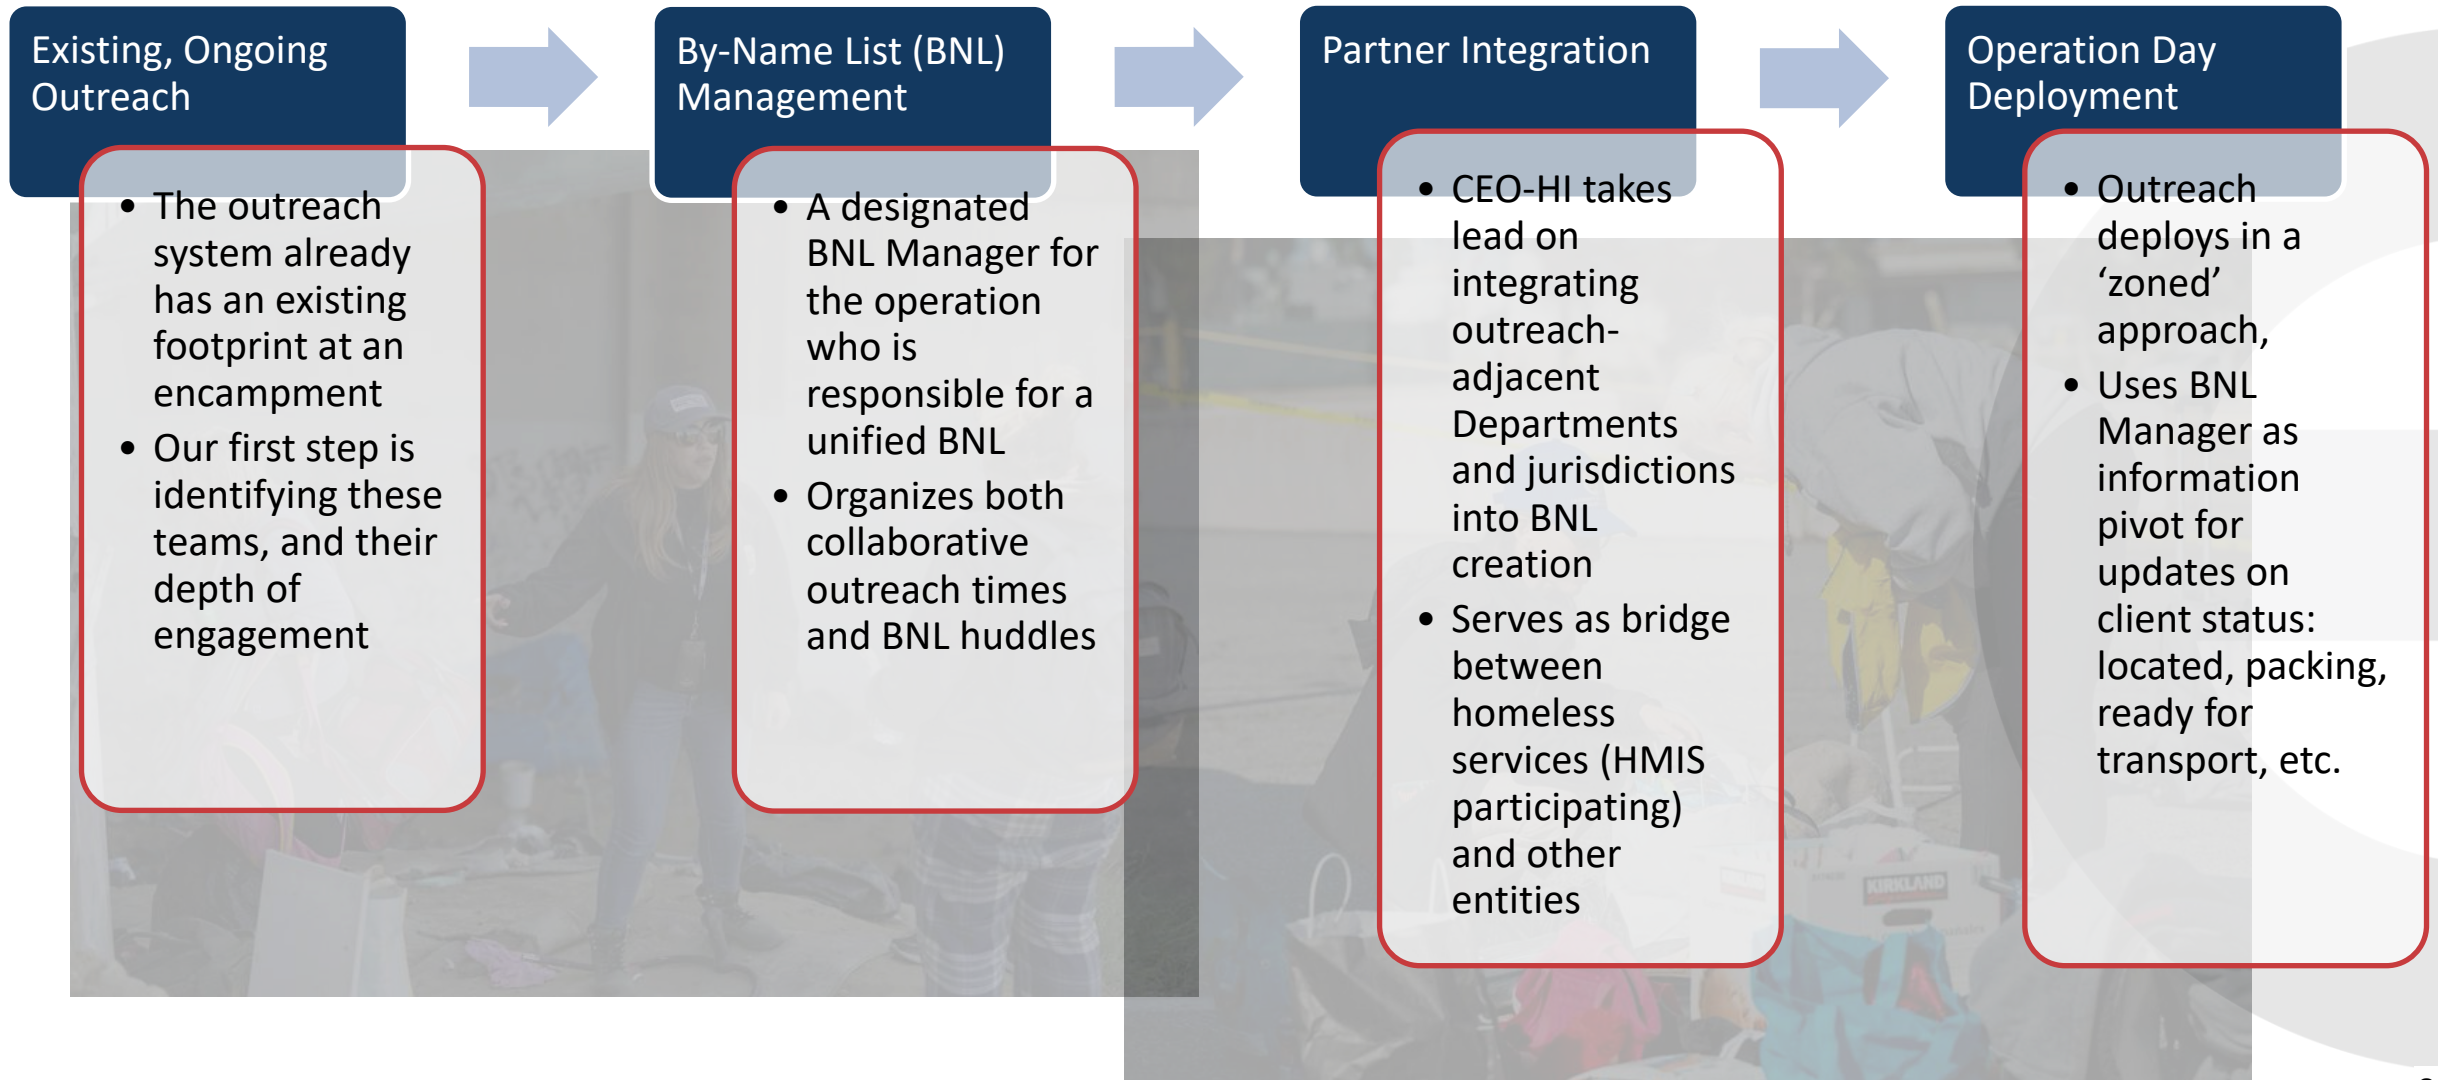 Existing, Ongoing
Outreach
• The outreach
system already
has an existing
footprint at an
encampment
• Our first step is
identifying these
teams, and their
depth of
engagement
By-Name List (BNL)
Management
• A designated
BNL Manager for
the operation
who is
responsible for a
unified BNL
• Organizes both
collaborative
outreach times
and BNL huddles
Partner Integration
• CEO-HI takes
lead on
integrating
outreach-
adjacent
Departments
and jurisdictions
into BNL
creation
• Serves as bridge
between
homeless
services (HMIS
participating)
and other
entities
Operation Day
Deployment
• Outreach
deploys in a
‘zoned’
approach,
• Uses BNL
Manager as
information
pivot for
updates on
client status:
located, packing,
ready for
transport, etc.
KIRKLAND